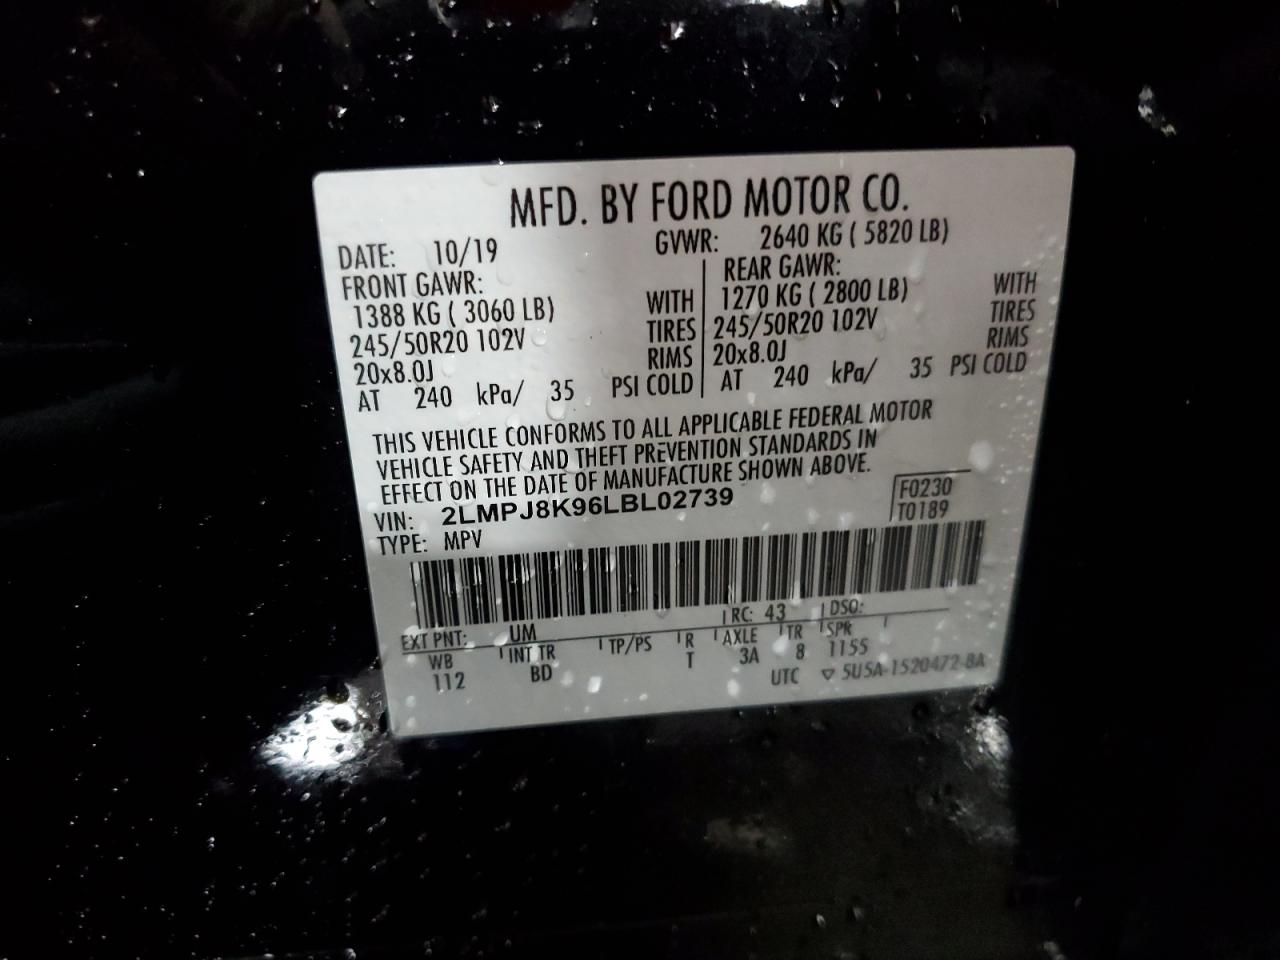 MFD. BY FORD MOTOR CO.
DATE: 10/19 GVWR: 2640 KG ( 5820 LB)
FRONT GAWR: REAR GAWR:
1388 KG ( 3060 LB) WITH 1270 KG ( 2800 LB) WITH
245/50R20 102V TIRES 245/50R20 102V TIRES
20x8.0J RIMS 20x8.0J RIMS
AT 240 kPa/ 35 PSI COLD AT 240 kPa/ 35 PSI COLD
THIS VEHICLE CONFORMS TO ALL APPLICABLE FEDERAL MOTOR
VEHICLE SAFETY AND THEFT PREVENTION STANDARDS IN
EFFECT ON THE DATE OF MANUFACTURE SHOWN ABOVE.
VIN: 2LMPJ8K96LBL02739 F0230
TYPE: MPV T0189
EXT PNT: UM RC: 43 DSO:
WB INT TR TP/PS R AXLE TR SPR
112 BD T 3A 8 1155
UTC ▽ 5U5A-1520472-BA